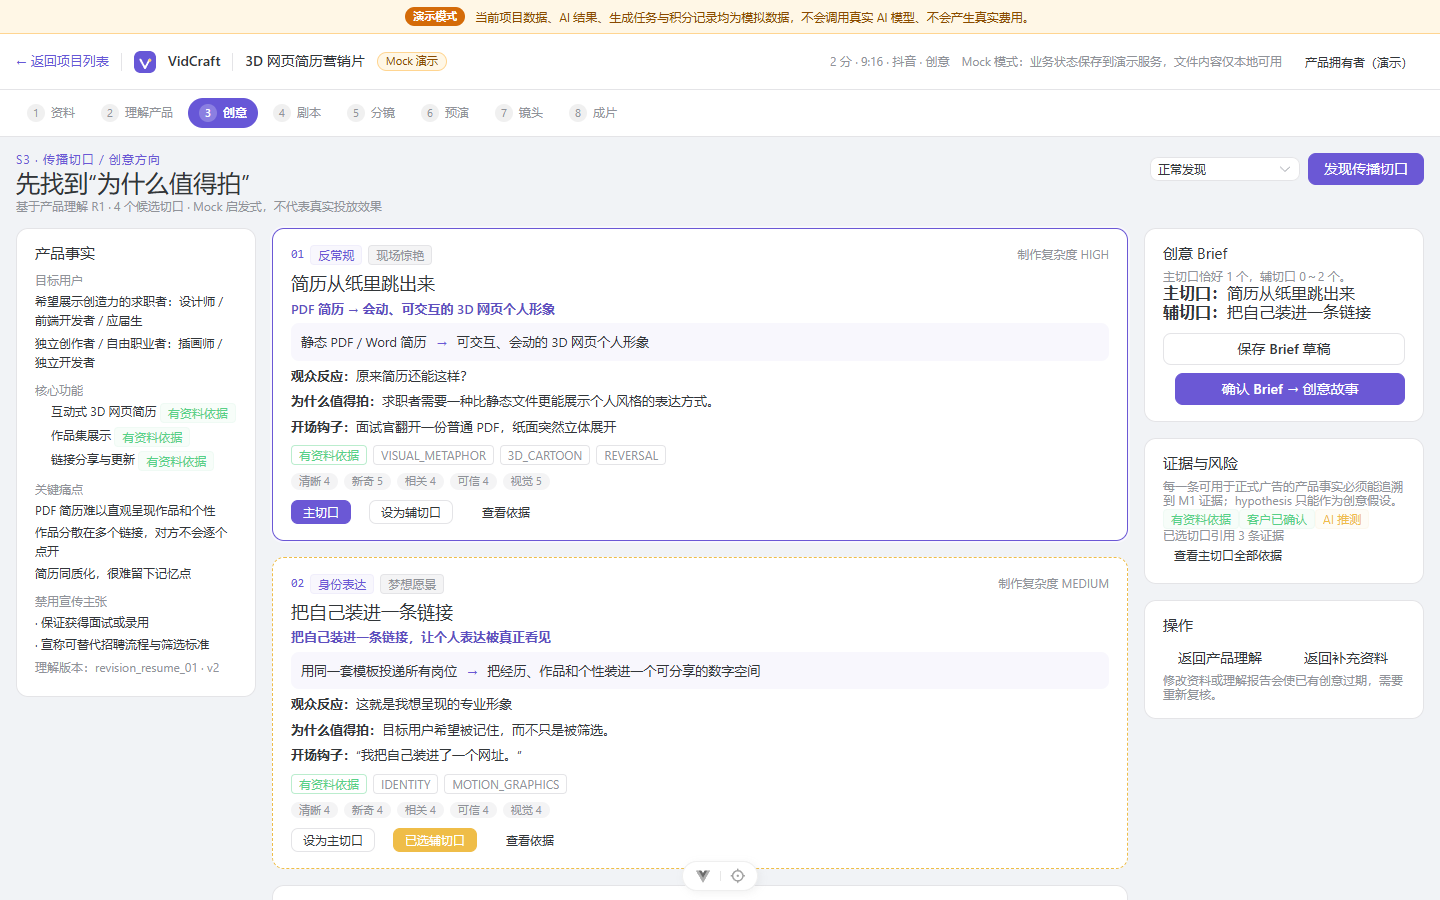 演示模式 当前项目数据、AI 结果、生成任务与积分记录均为模拟数据，不会调用真实 AI 模型、不会产生真实费用。
← 返回项目列表 VidCraft 3D 网页简历营销片 Mock 演示 2 分 · 9:16 · 抖音 · 创意 Mock 模式：业务状态保存到演示服务，文件内容仅本地可用 产品拥有者（演示）
1 资料 2 理解产品 3 创意 4 剧本 5 分镜 6 预演 7 镜头 8 成片
S3 · 传播切口 / 创意方向
先找到“为什么值得拍”
基于产品理解 R1 · 4 个候选切口 · Mock 启发式，不代表真实投放效果
正常发现 发现传播切口
产品事实
目标用户
希望展示创造力的求职者：设计师 /
前端开发者 / 应届生
独立创作者 / 自由职业者：插画师 /
独立开发者
核心功能
互动式 3D 网页简历 有资料依据
作品集展示 有资料依据
链接分享与更新 有资料依据
关键痛点
PDF 简历难以直观呈现作品和个性
作品分散在多个链接，对方不会逐个
点开
简历同质化，很难留下记忆点
禁用宣传主张
· 保证获得面试或录用
· 宣称可替代招聘流程与筛选标准
理解版本：revision_resume_01 · v2
01 反常规 现场惊艳 制作复杂度 HIGH
简历从纸里跳出来
PDF 简历 → 会动、可交互的 3D 网页个人形象
静态 PDF / Word 简历 → 可交互、会动的 3D 网页个人形象
观众反应：原来简历还能这样？
为什么值得拍：求职者需要一种比静态文件更能展示个人风格的表达方式。
开场钩子：面试官翻开一份普通 PDF，纸面突然立体展开
有资料依据 VISUAL_METAPHOR 3D_CARTOON REVERSAL
清晰 4 新奇 5 相关 4 可信 4 视觉 5
主切口 设为辅切口 查看依据
02 身份表达 梦想愿景 制作复杂度 MEDIUM
把自己装进一条链接
把自己装进一条链接，让个人表达被真正看见
用同一套模板投递所有岗位 → 把经历、作品和个性装进一个可分享的数字空间
观众反应：这就是我想呈现的专业形象
为什么值得拍：目标用户希望被记住，而不只是被筛选。
开场钩子：“我把自己装进了一个网址。”
有资料依据 IDENTITY MOTION_GRAPHICS
清晰 4 新奇 4 相关 4 可信 4 视觉 4
设为主切口 已选辅切口 查看依据
创意 Brief
主切口恰好 1 个，辅切口 0～2 个。
主切口：简历从纸里跳出来
辅切口：把自己装进一条链接
保存 Brief 草稿
确认 Brief → 创意故事
证据与风险
每一条可用于正式广告的产品事实必须能追溯
到 M1 证据；hypothesis 只能作为创意假设。
有资料依据 客户已确认 AI 推测
已选切口引用 3 条证据
查看主切口全部依据
操作
返回产品理解 返回补充资料
修改资料或理解报告会使已有创意过期，需要
重新复核。